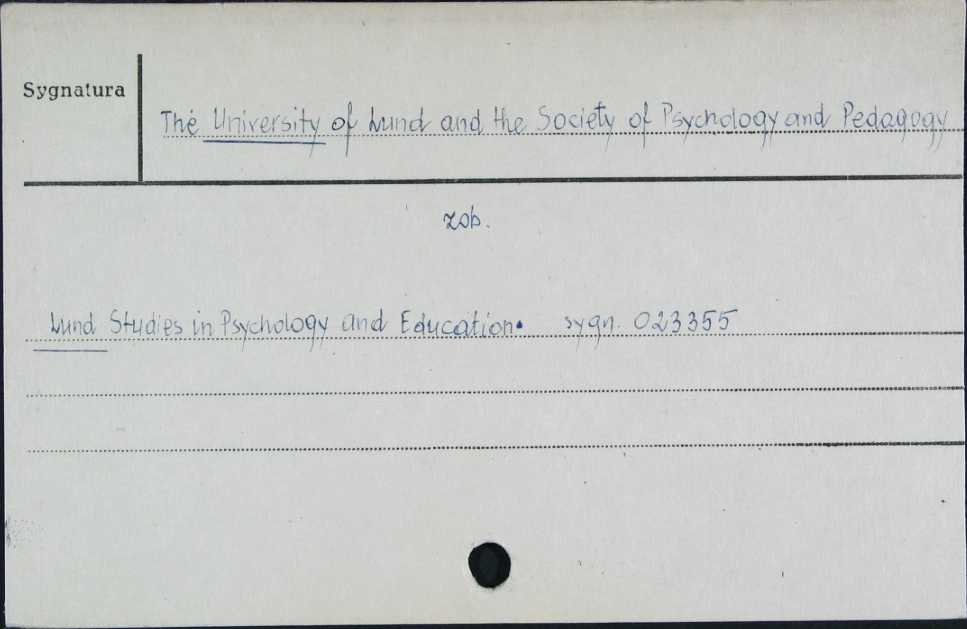 Sygnatura
The University of Lund and the Society of Psychology and Pedagogy
zob.
Lund Studies in Psychology and Education. sygn. 023355